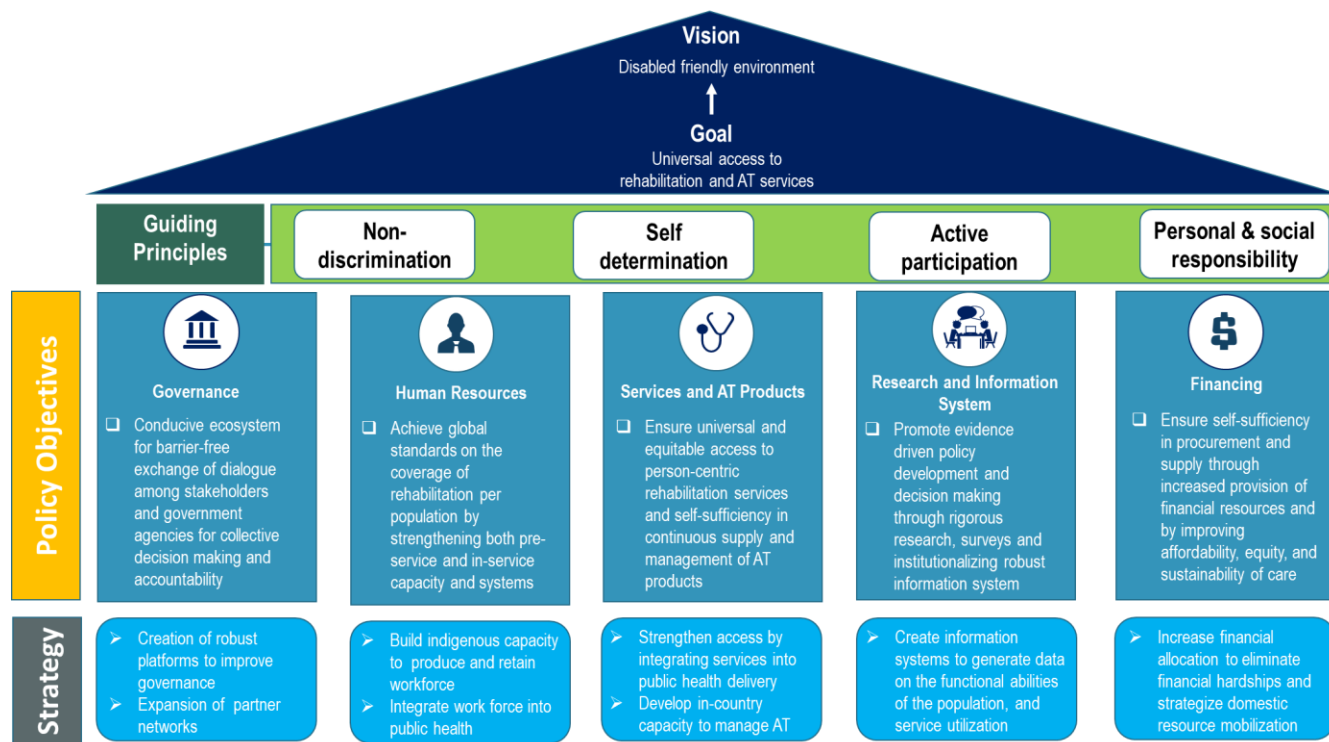 Vision
Disabled friendly environment
Goal
Universal access to
rehabilitation and AT services
Guiding
Principles
Non-
discrimination
Self
determination
Active
participation
Personal & social
responsibility
Policy Objectives
Governance
❑ Conducive ecosystem
for barrier-free
exchange of dialogue
among stakeholders
and government
agencies for collective
decision making and
accountability
Human Resources
❑ Achieve global
standards on the
coverage of
rehabilitation per
population by
strengthening both pre-
service and in-service
capacity and systems
Services and AT Products
❑ Ensure universal and
equitable access to
person-centric
rehabilitation services
and self-sufficiency in
continuous supply and
management of AT
products
Research and Information
System
❑ Promote evidence
driven policy
development and
decision making
through rigorous
research, surveys and
institutionalizing robust
information system
Financing
❑ Ensure self-sufficiency
in procurement and
supply through
increased provision of
financial resources and
by improving
affordability, equity, and
sustainability of care
Strategy
➢ Creation of robust
platforms to improve
governance
➢ Expansion of partner
networks
➢ Build indigenous capacity
to produce and retain
workforce
➢ Integrate work force into
public health
➢ Strengthen access by
integrating services into
public health delivery
➢ Develop in-country
capacity to manage AT
➢ Create information
systems to generate data
on the functional abilities
of the population, and
service utilization
➢ Increase financial
allocation to eliminate
financial hardships and
strategize domestic
resource mobilization